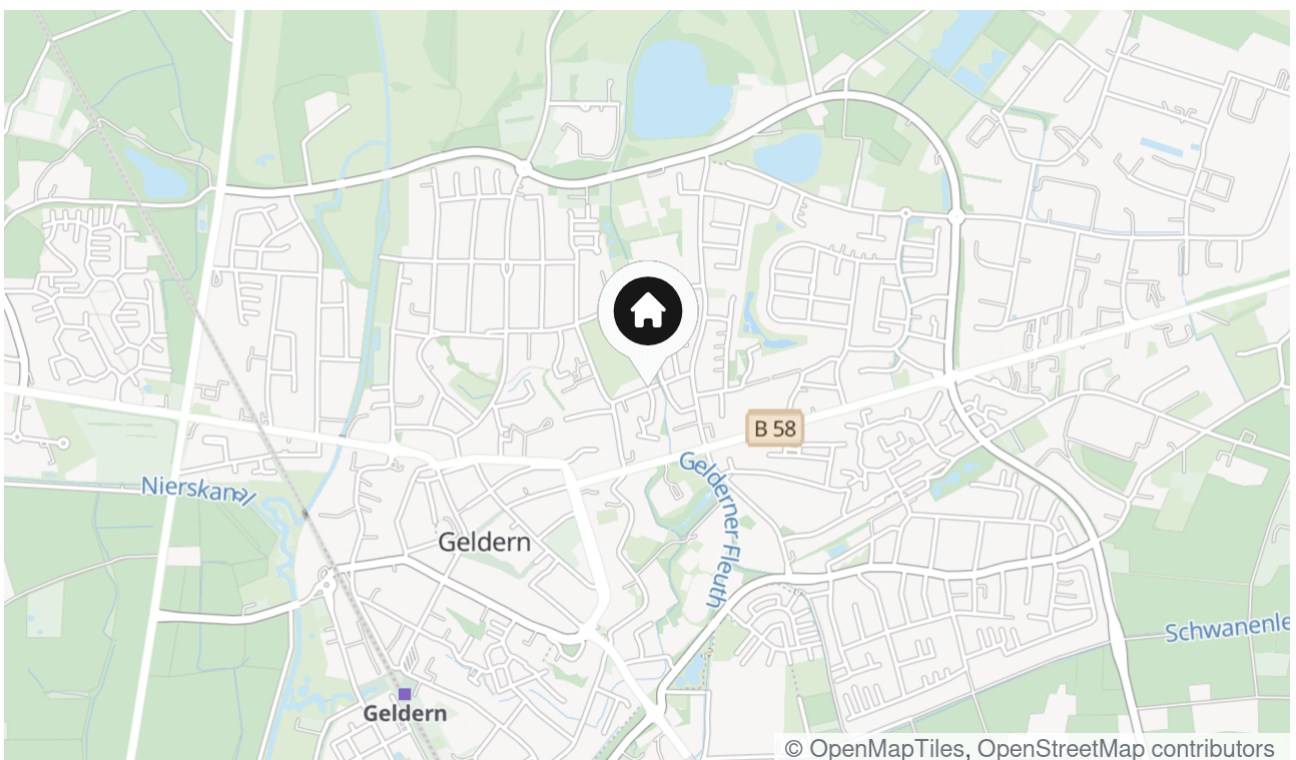 B 58
Nierskanal
Gelderner Fleuth
Geldern
Schwanenle
Geldern
© OpenMapTiles, OpenStreetMap contributors